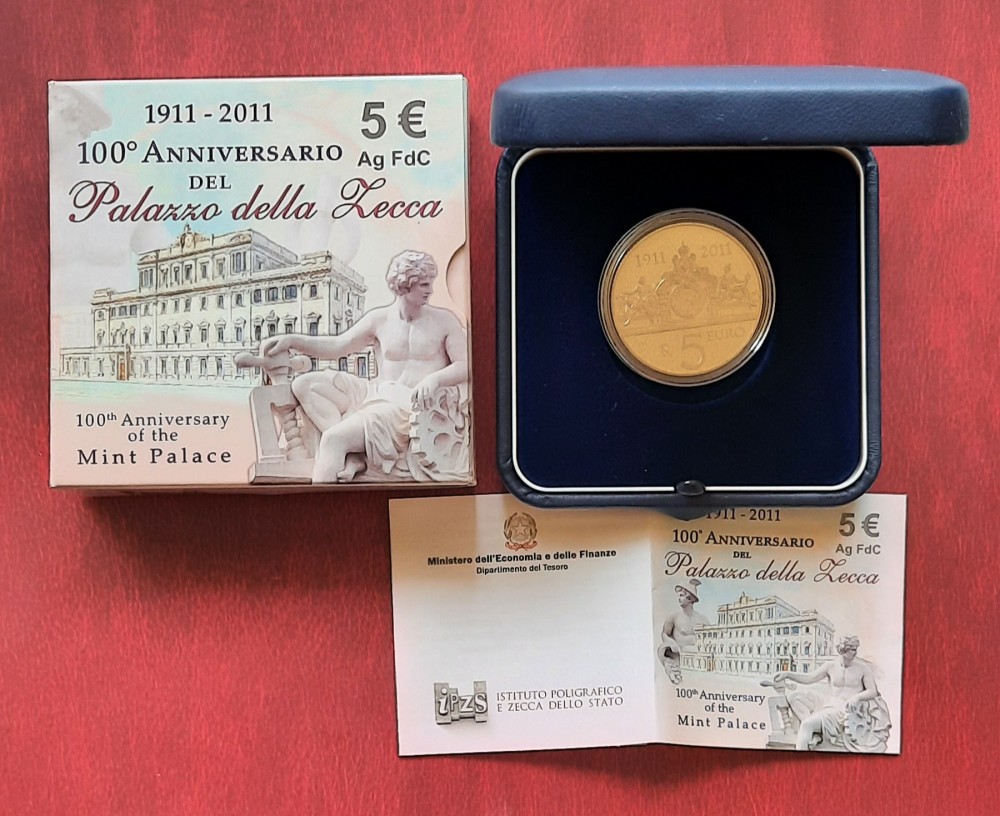 1911 - 2011
5 €
100° ANNIVERSARIO
Ag FdC
DEL
Palazzo della Zecca
100th Anniversary
of the
Mint Palace
1911 2011
5 EURO
Ministero dell'Economia e delle Finanze
Dipartimento del Tesoro
iPZS
ISTITUTO POLIGRAFICO
E ZECCA DELLO STATO
1911 - 2011
5 €
100° ANNIVERSARIO
Ag FdC
DEL
Palazzo della Zecca
100th Anniversary
of the
Mint Palace